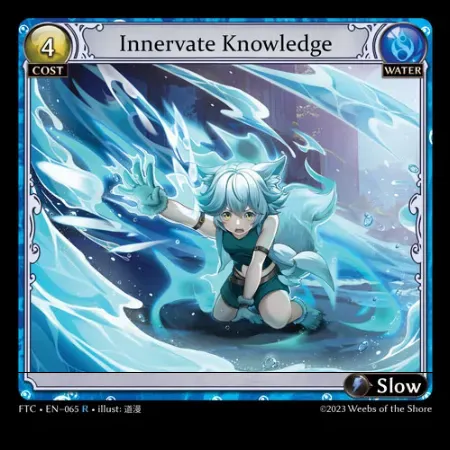 4
Innervate Knowledge
COST
WATER
Slow
FTC • EN-065 R • illust: 道漫
©2023 Weebs of the Shore